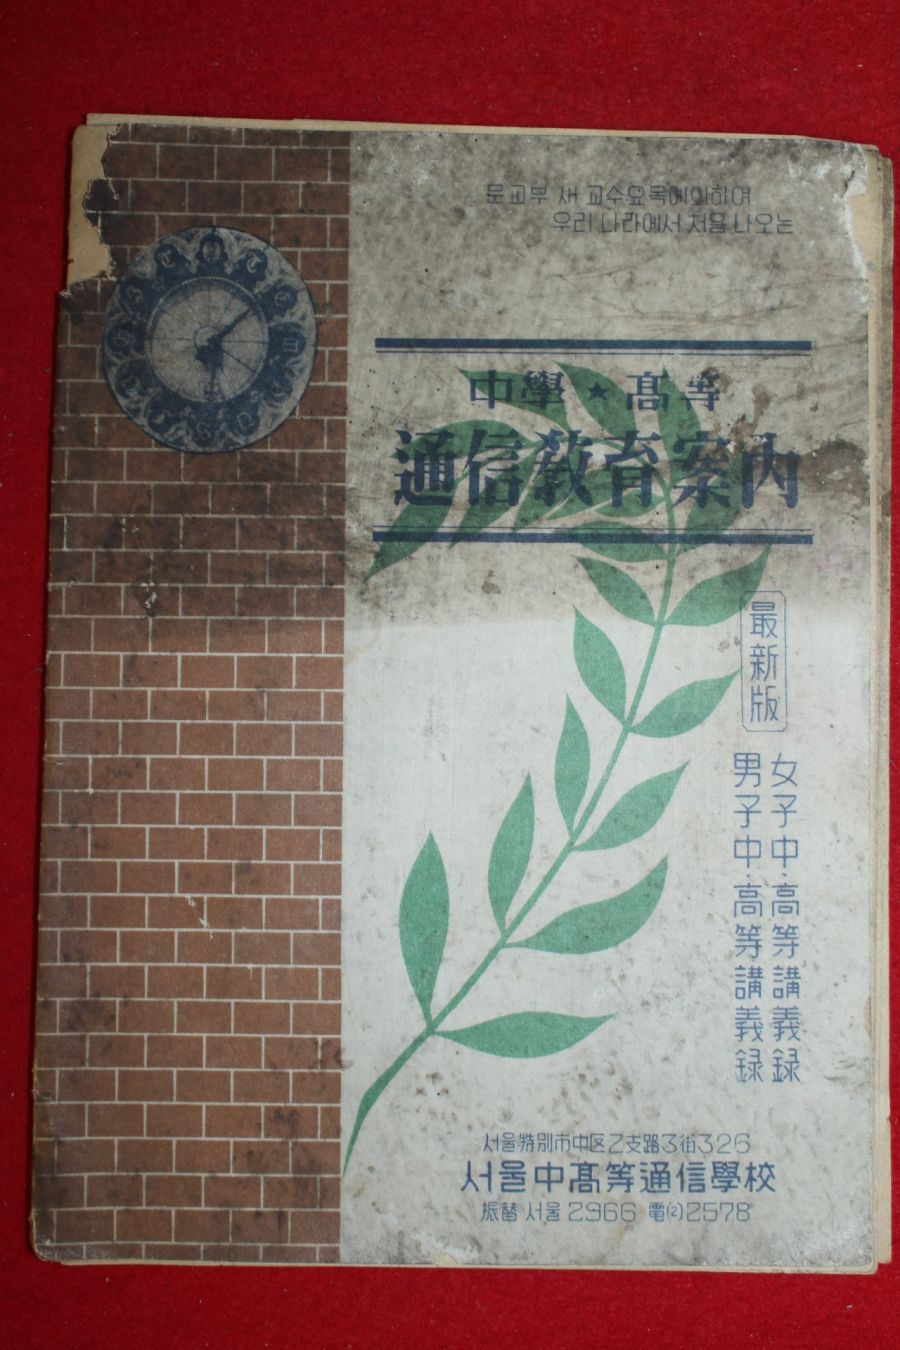 문교부 새 교수요목에의하여
우리 나라에서 처음 나오는
中學 ★ 高等
通信敎育案內
最新版
女子中·高等講義録
男子中·高等講義録
서울特別市中区乙支路3街326
서울中高等通信學校
振替 서울 2966 電(2)2578